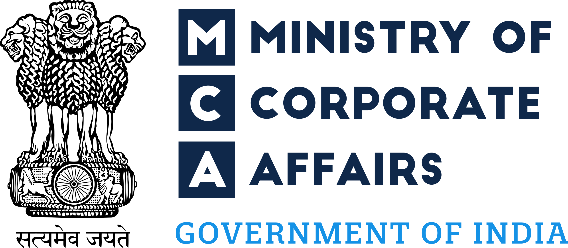 M MINISTRY OF
C CORPORATE
A AFFAIRS
सत्यमेव जयते
GOVERNMENT OF INDIA